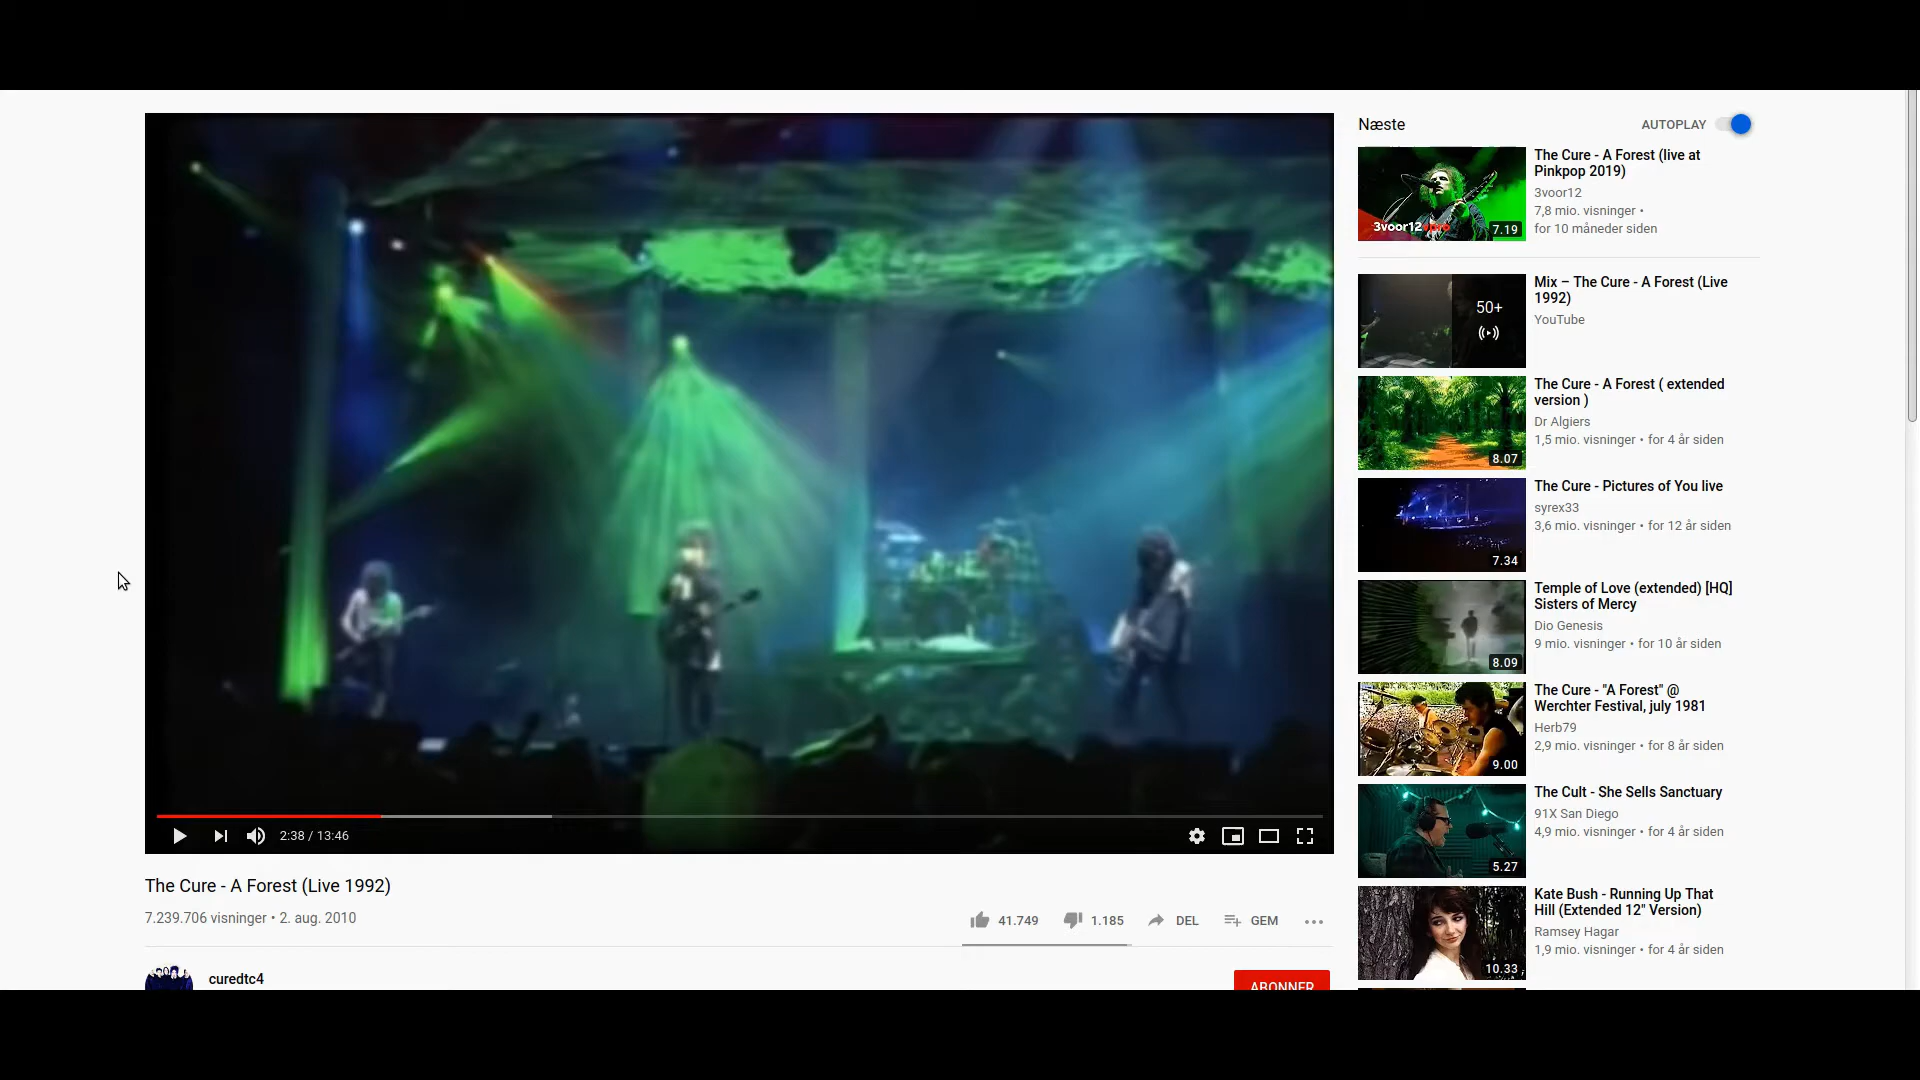 2:38 / 13:46
The Cure - A Forest (Live 1992)
7.239.706 visninger • 2. aug. 2010
41.749
1.185
DEL
GEM
curedtc4
ABONNER
Næste
AUTOPLAY
3voor12
7.19
The Cure - A Forest (live at
Pinkpop 2019)
3voor12
7,8 mio. visninger •
for 10 måneder siden
50+
Mix – The Cure - A Forest (Live
1992)
YouTube
8.07
The Cure - A Forest ( extended
version )
Dr Algiers
1,5 mio. visninger • for 4 år siden
7.34
The Cure - Pictures of You live
syrex33
3,6 mio. visninger • for 12 år siden
8.09
Temple of Love (extended) [HQ]
Sisters of Mercy
Dio Genesis
9 mio. visninger • for 10 år siden
9.00
The Cure - "A Forest" @
Werchter Festival, july 1981
Herb79
2,9 mio. visninger • for 8 år siden
5.27
The Cult - She Sells Sanctuary
91X San Diego
4,9 mio. visninger • for 4 år siden
10.33
Kate Bush - Running Up That
Hill (Extended 12" Version)
Ramsey Hagar
1,9 mio. visninger • for 4 år siden